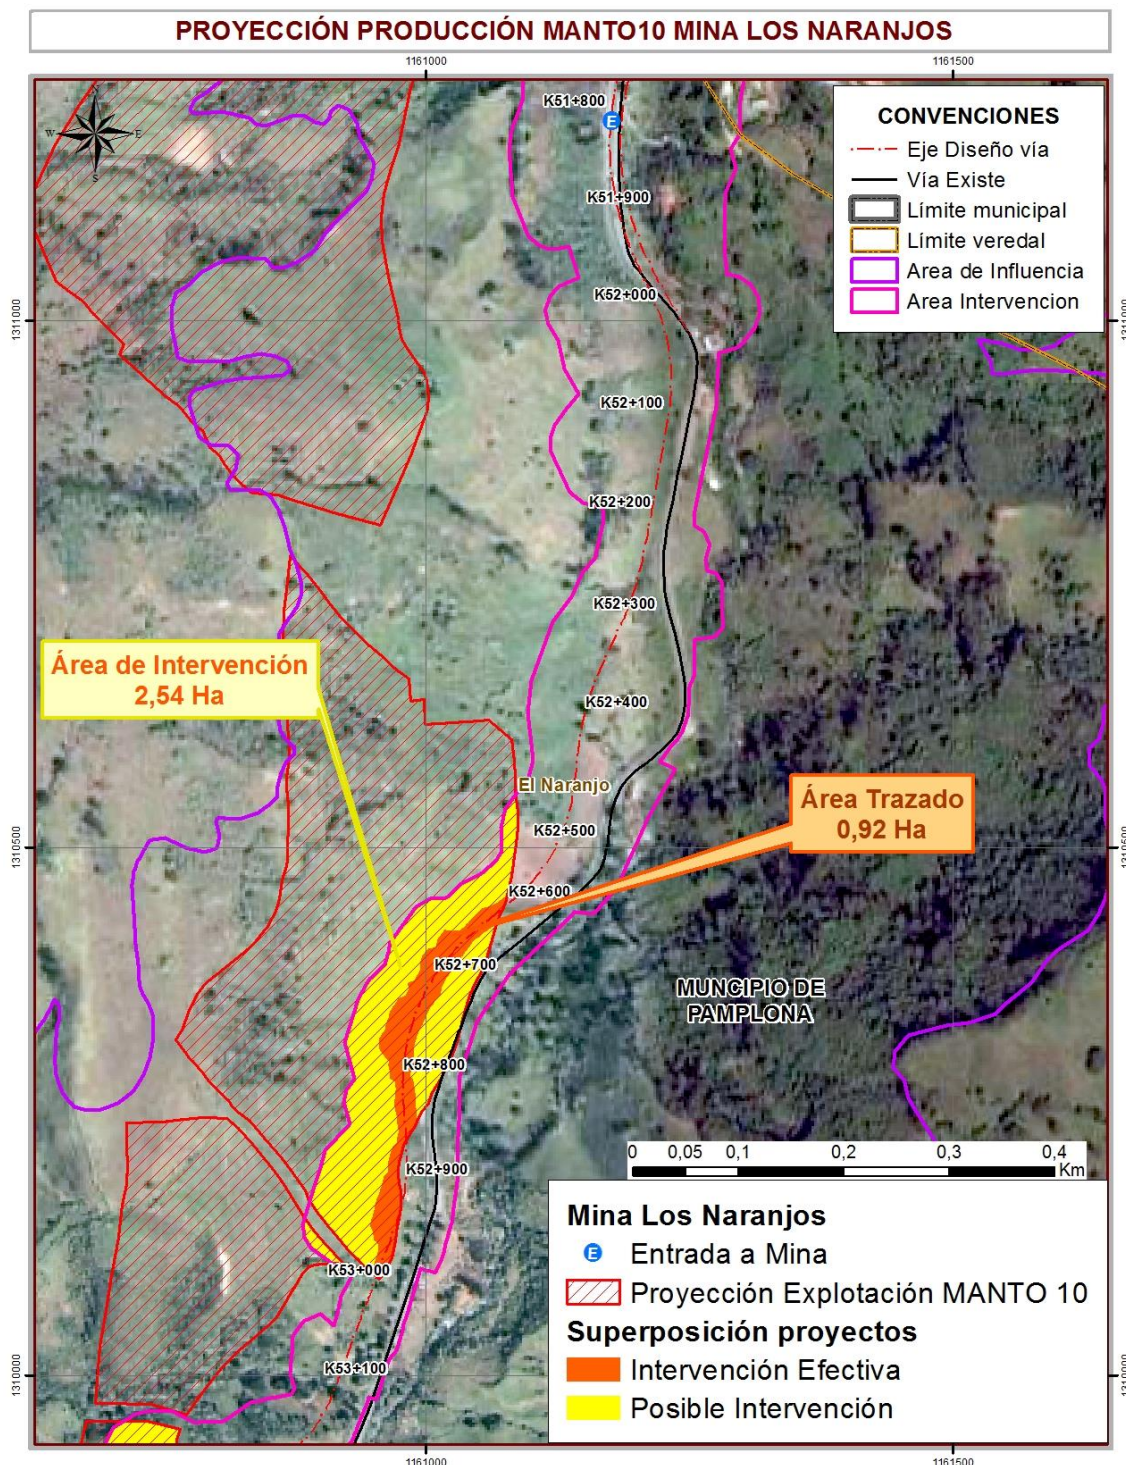 PROYECCIÓN PRODUCCIÓN MANTO10 MINA LOS NARANJOS
1161000
1161500
N
W
E
S
CONVENCIONES
Eje Diseño vía
Vía Existe
Límite municipal
Límite veredal
Area de Influencia
Area Intervencion
K51+800
E
K51+900
K52+000
1311000
1311000
K52+100
K52+200
K52+300
Área de Intervención
2,54 Ha
K52+400
El Naranjo
Área Trazado
0,92 Ha
K52+500
1310500
1310500
K52+600
K52+700
MUNCIPIO DE
PAMPLONA
K52+800
0 0,05 0,1 0,2 0,3 0,4
Km
K52+900
Mina Los Naranjos
E Entrada a Mina
Proyección Explotación MANTO 10
Superposición proyectos
Intervención Efectiva
Posible Intervención
K53+000
K53+100
1310000
1310000
1161000
1161500